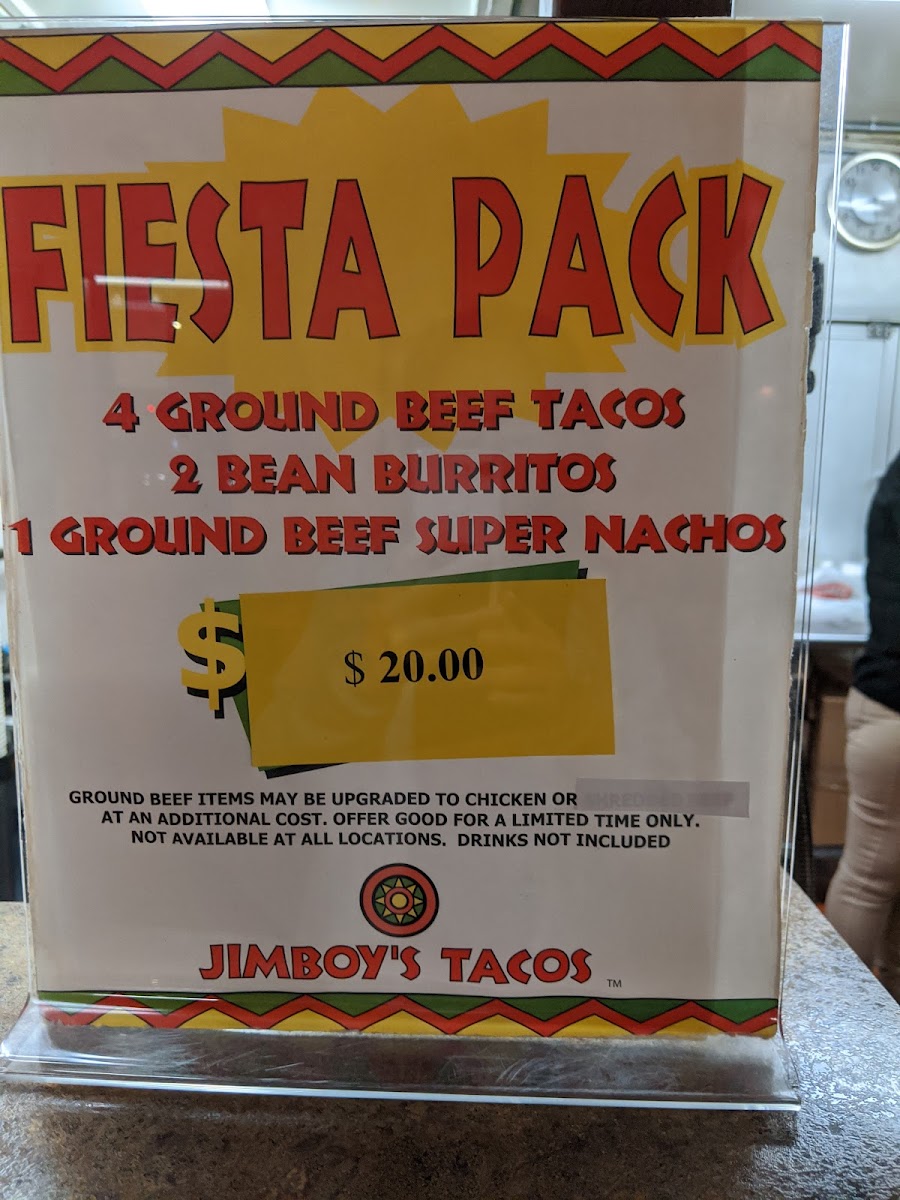 FIESTA PACK
4 GROUND BEEF TACOS
2 BEAN BURRITOS
1 GROUND BEEF SUPER NACHOS
$ $ 20.00
GROUND BEEF ITEMS MAY BE UPGRADED TO CHICKEN OR
AT AN ADDITIONAL COST. OFFER GOOD FOR A LIMITED TIME ONLY.
NOT AVAILABLE AT ALL LOCATIONS. DRINKS NOT INCLUDED
JIMBOY'S TACOS TM